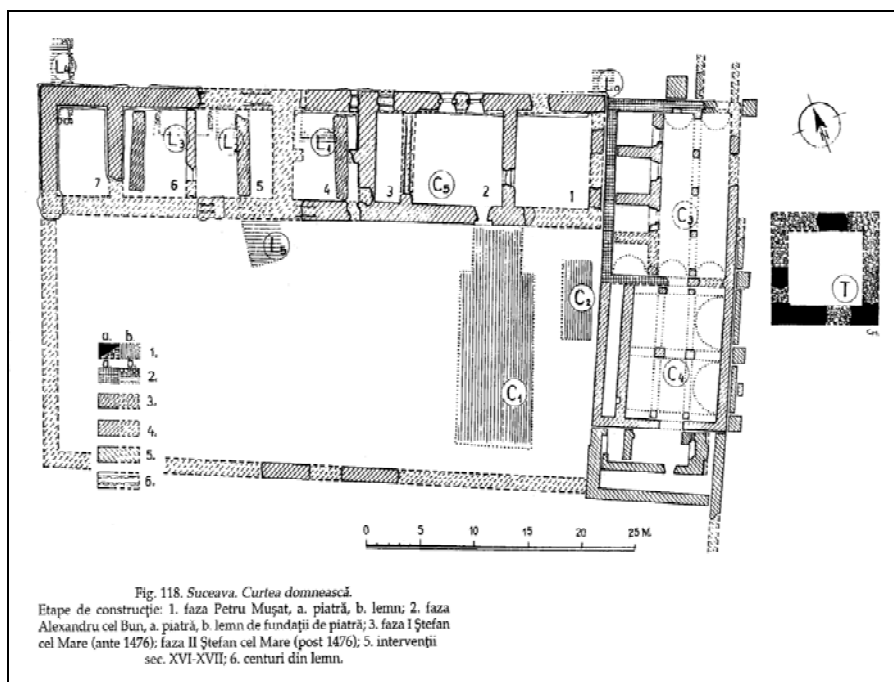 L4
L3
L
L1
L
7
6
5
4
3
C5
2
1
C3
C2
T
L5
a. b.
1.
a b
2.
3.
4.
5.
6.
C1
C4
0 5 10 15 20 25 M.
Fig. 118. Suceava. Curtea domnească.
Etape de construcție: 1. faza Petru Mușat, a. piatră, b. lemn; 2. faza
Alexandru cel Bun, a. piatră, b. lemn de fundații de piatră; 3. faza I Ștefan
cel Mare (ante 1476); faza II Ștefan cel Mare (post 1476); 5. intervenții
sec. XVI-XVII; 6. centuri din lemn.